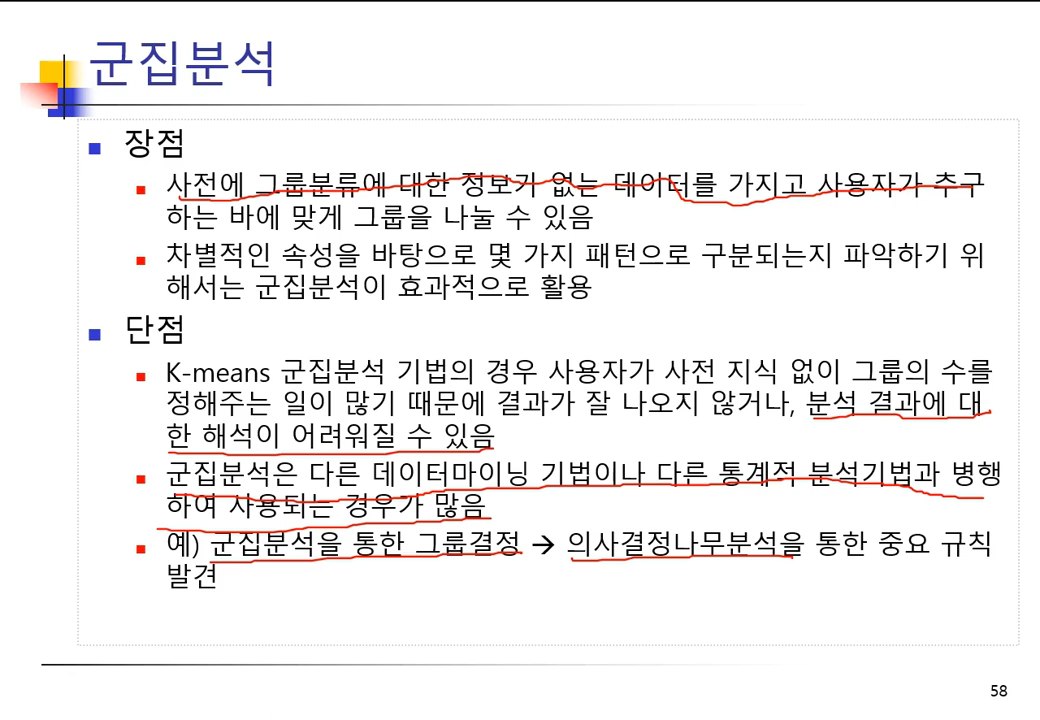 군집분석
장점
사전에 그룹분류에 대한 정보가 없는 데이터를 가지고 사용자가 추구
하는 바에 맞게 그룹을 나눌 수 있음
차별적인 속성을 바탕으로 몇 가지 패턴으로 구분되는지 파악하기 위
해서는 군집분석이 효과적으로 활용
단점
K-means 군집분석 기법의 경우 사용자가 사전 지식 없이 그룹의 수를
정해주는 일이 많기 때문에 결과가 잘 나오지 않거나, 분석 결과에 대
한 해석이 어려워질 수 있음
군집분석은 다른 데이터마이닝 기법이나 다른 통계적 분석기법과 병행
하여 사용되는 경우가 많음
예) 군집분석을 통한 그룹결정 → 의사결정나무분석을 통한 중요 규칙
발견
58